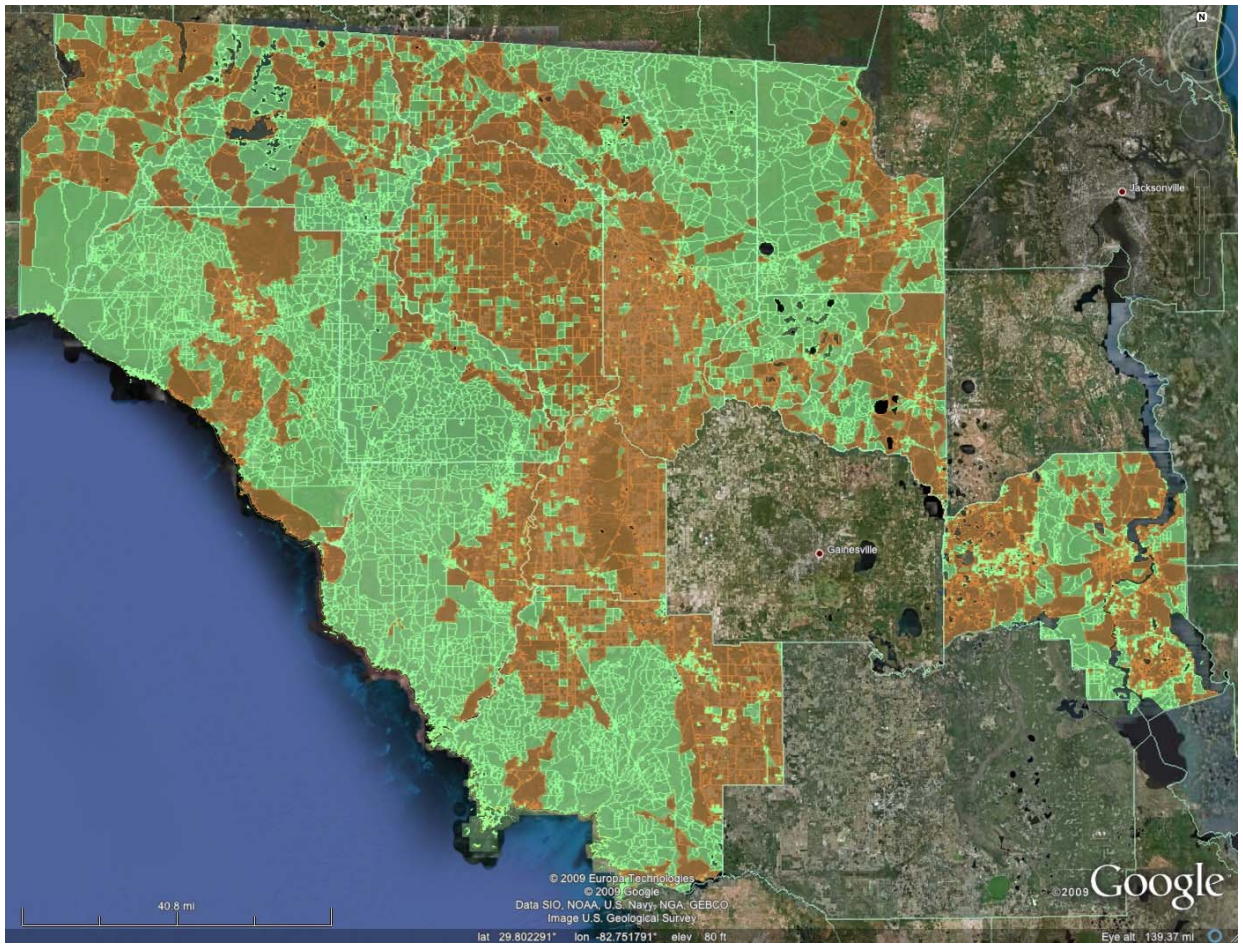 N
Jacksonville
Gainesville
© 2009 Europa Technologies
© 2009 Google
Data SIO, NOAA, U.S. Navy, NGA, GEBCO
Image U.S. Geological Survey
©2009 Google
40.8 mi
lat 29.802291° lon -82.751791° elev 80 ft
Eye alt 139.37 mi